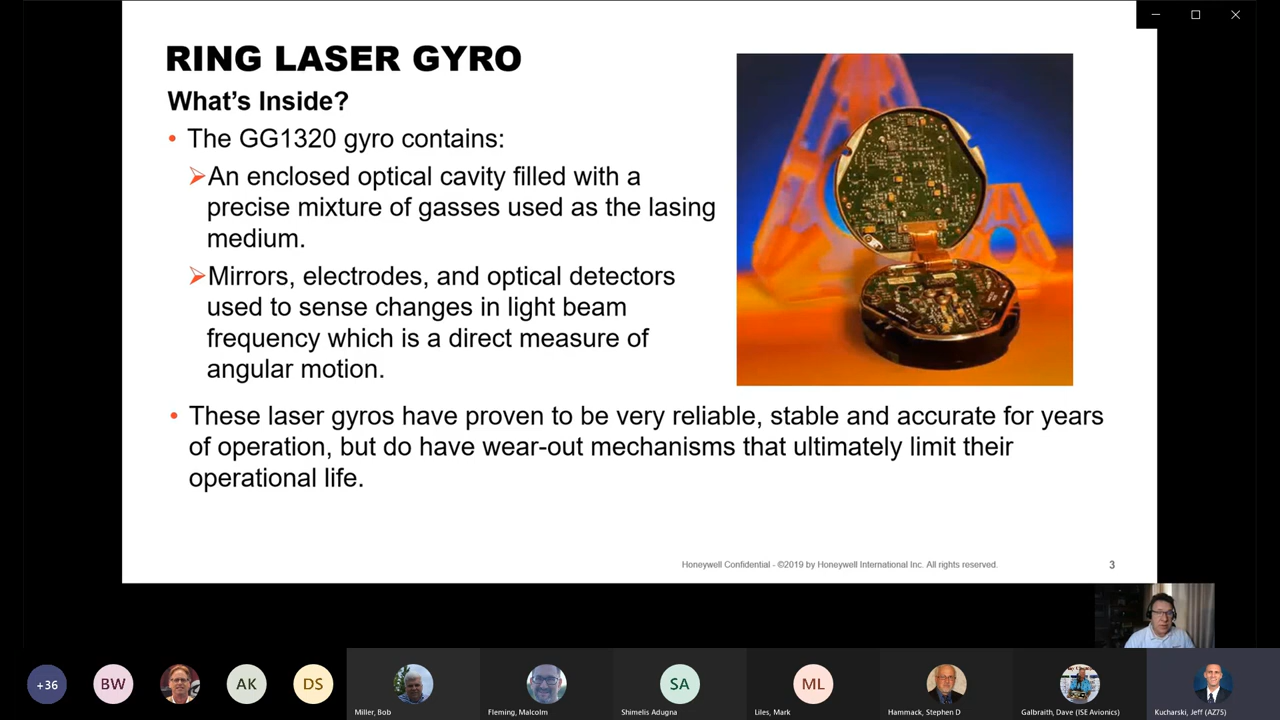 RING LASER GYRO
What's Inside?
• The GG1320 gyro contains:
➢An enclosed optical cavity filled with a
precise mixture of gasses used as the lasing
medium.
➢Mirrors, electrodes, and optical detectors
used to sense changes in light beam
frequency which is a direct measure of
angular motion.
• These laser gyros have proven to be very reliable, stable and accurate for years
of operation, but do have wear-out mechanisms that ultimately limit their
operational life.
Honeywell Confidential - ©2019 by Honeywell International Inc. All rights reserved.
3
+36
BW
AK
DS
SA
ML
Miller, Bob
Fleming, Malcolm
Shimelis Adugna
Liles, Mark
Hammack, Stephen D
Galbraith, Dave (ISE Avionics)
Kucharski, Jeff (AZ75)